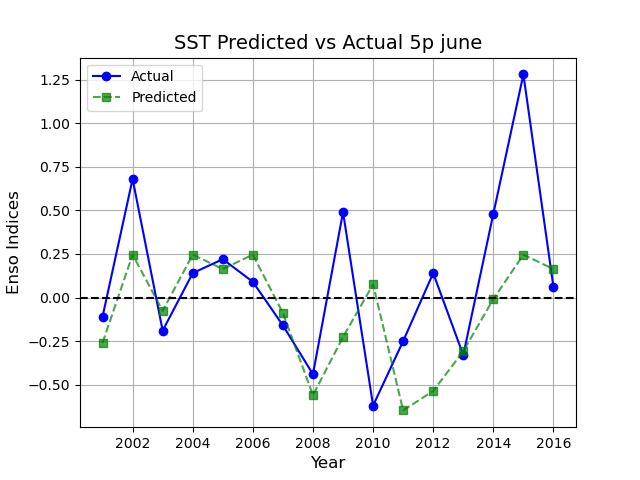 SST Predicted vs Actual 5p june
Actual
Predicted
1.25
1.00
0.75
0.50
0.25
0.00
−0.25
−0.50
Enso Indices
2002 2004 2006 2008 2010 2012 2014 2016
Year